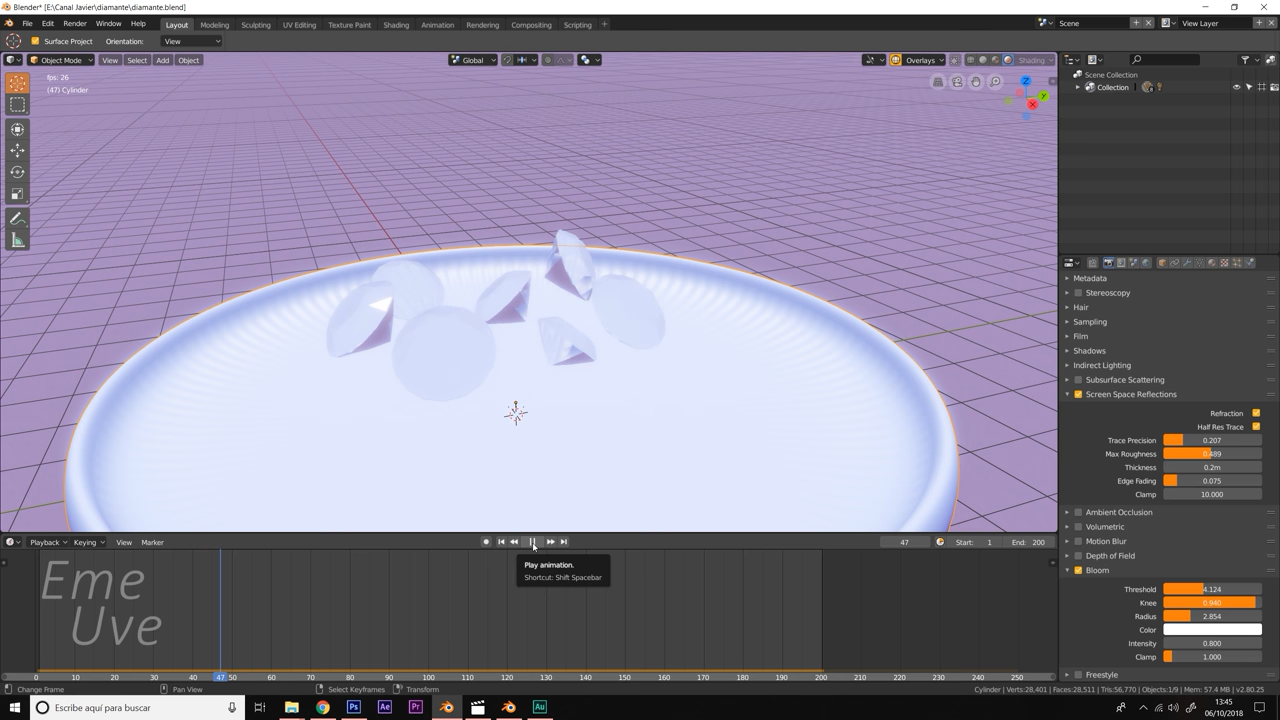 Blender* [E:\Canal Javier\diamante\diamante.blend]
File Edit Render Window Help Layout Modeling Sculpting UV Editing Texture Paint Shading Animation Rendering Compositing Scripting + Scene View Layer
Surface Project Orientation: View
Object Mode View Select Add Object Global Overlays Shading
fps: 26
(47) Cylinder
Z
Y
X
Scene Collection
Collection
Metadata
Stereoscopy
Hair
Sampling
Film
Shadows
Indirect Lighting
Subsurface Scattering
Screen Space Reflections
Refraction
Half Res Trace
Trace Precision 0.207
Max Roughness 0.489
Thickness 0.2m
Edge Fading 0.075
Clamp 10.000
Ambient Occlusion
Volumetric
Motion Blur
Depth of Field
Bloom
Threshold 4.124
Knee 0.940
Radius 2.854
Color
Intensity 0.800
Clamp 1.000
Freestyle
Playback Keying View Marker 47 Start: 1 End: 200
Play animation.
Shortcut: Shift Spacebar
Eme
Uve
0 10 20 30 40 47 50 60 70 80 90 100 110 120 130 140 150 160 170 180 190 200 210 220 230 240 250
Change Frame Pan View Select Keyframes Transform Cylinder | Verts:28,401 | Faces:28,511 | Tris:56,770 | Objects:1/9 | Mem: 57.4 MB | v2.80.25
Escribe aquí para buscar Ps Ae Pr Au
13:45
06/10/2018